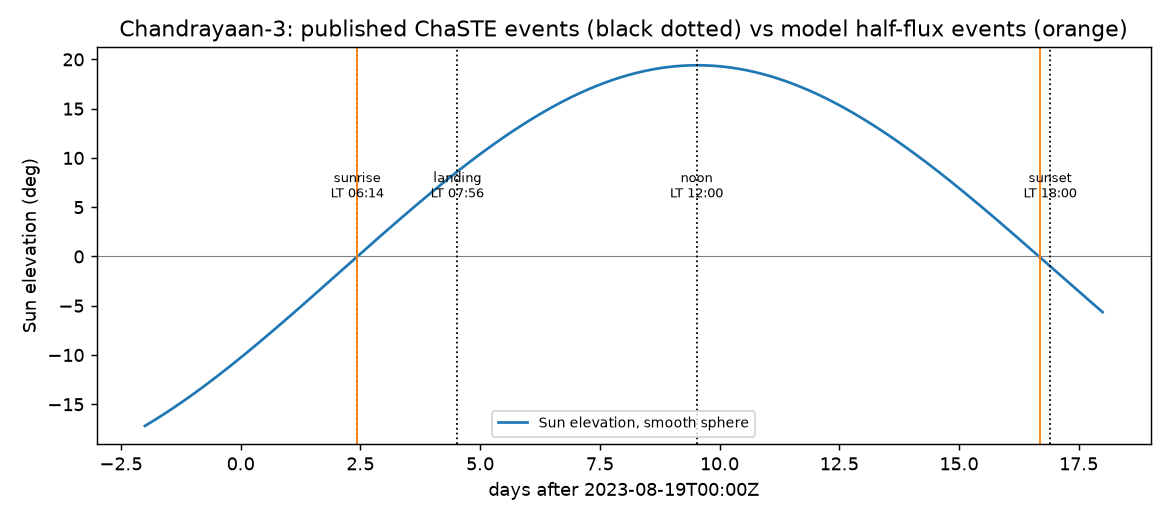 Chandrayaan-3: published ChaSTE events (black dotted) vs model half-flux events (orange)
Sun elevation (deg)
20
15
10
5
0
−5
−10
−15
sunrise
LT 06:14
landing
LT 07:56
noon
LT 12:00
sunset
LT 18:00
Sun elevation, smooth sphere
−2.5 0.0 2.5 5.0 7.5 10.0 12.5 15.0 17.5
days after 2023-08-19T00:00Z